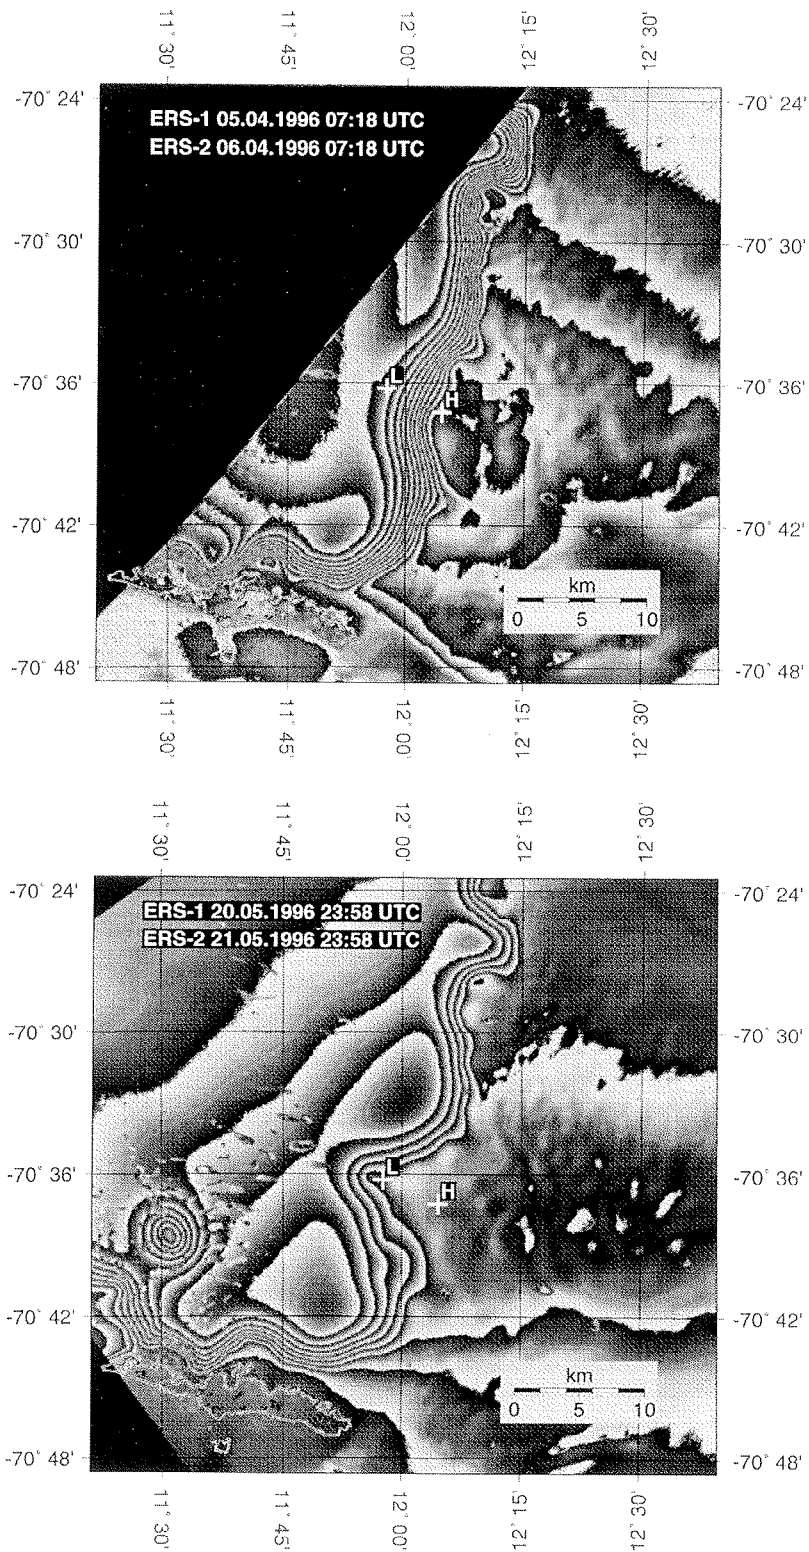 11° 30' 11° 45' 12° 00' 12° 15' 12° 30'
-70° 24' -70° 24'
ERS-1 05.04.1996 07:18 UTC
ERS-2 06.04.1996 07:18 UTC
-70° 30' -70° 30'
-70° 36' L -70° 36'
H
-70° 42' -70° 42'
km
0 5 10
-70° 48' -70° 48'
11° 30' 11° 45' 12° 00' 12° 15' 12° 30'
11° 30' 11° 45' 12° 00' 12° 15' 12° 30'
-70° 24' -70° 24'
ERS-1 20.05.1996 23:58 UTC
ERS-2 21.05.1996 23:58 UTC
-70° 30' -70° 30'
-70° 36' L -70° 36'
H
-70° 42' -70° 42'
km
0 5 10
-70° 48' -70° 48'
11° 30' 11° 45' 12° 00' 12° 15' 12° 30'